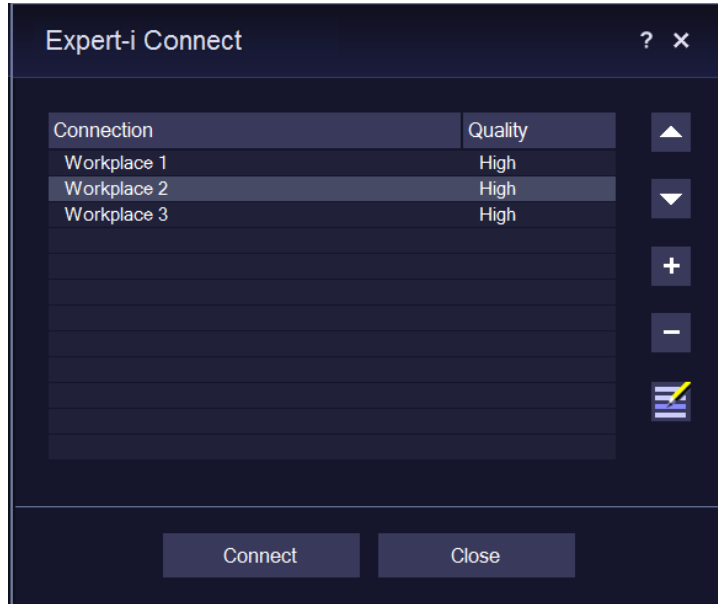 Expert-i Connect ? ×
Connection Quality
Workplace 1 High
Workplace 2 High
Workplace 3 High
Connect Close